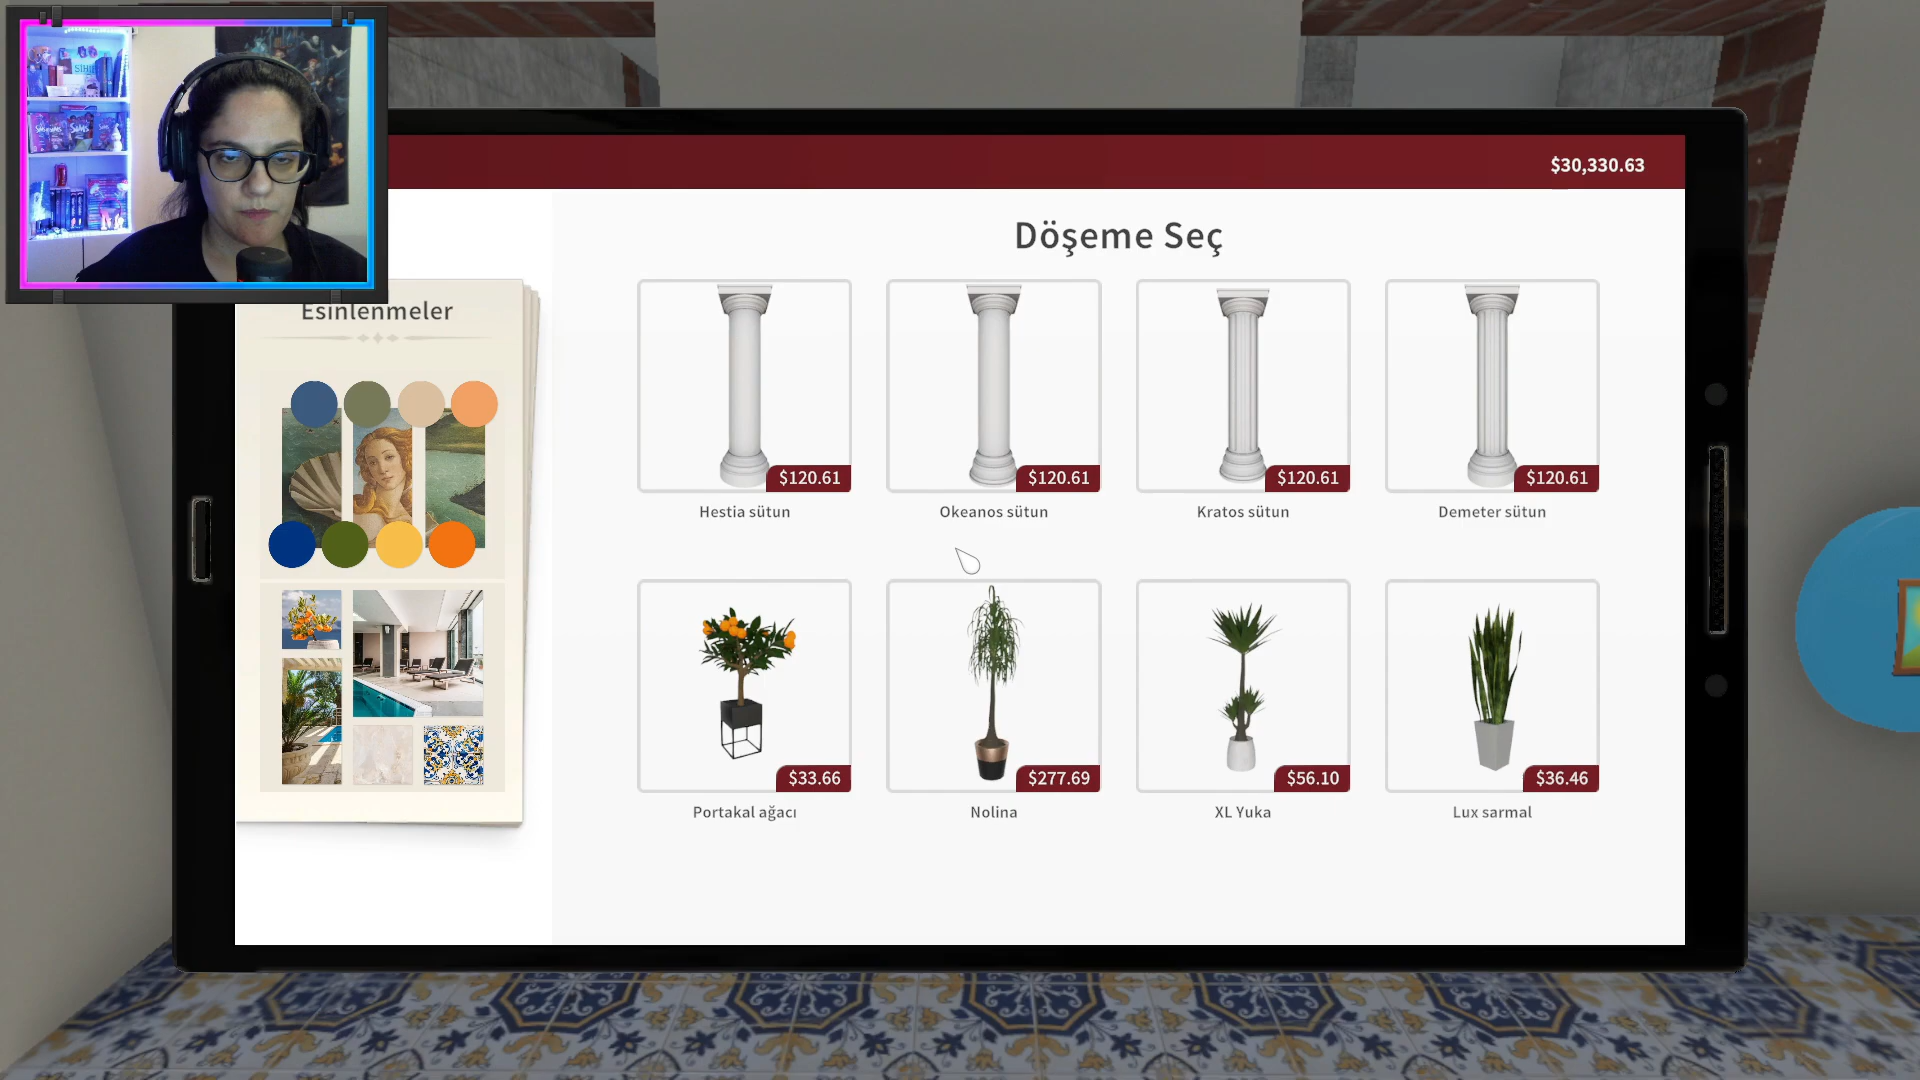 $30,330.63
Döşeme Seç
Esinlenmeler
$120.61
$120.61
$120.61
$120.61
Hestia sütun
Okeanos sütun
Kratos sütun
Demeter sütun
$33.66
$277.69
$56.10
$36.46
Portakal ağacı
Nolina
XL Yuka
Lux sarmal